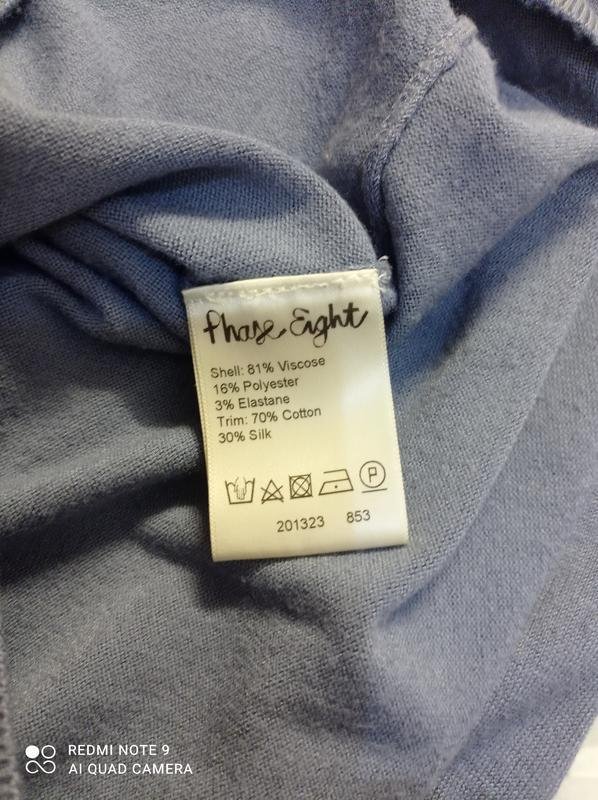 Phase Eight
Shell: 81% Viscose
16% Polyester
3% Elastane
Trim: 70% Cotton
30% Silk
P
201323 853
REDMI NOTE 9
AI QUAD CAMERA